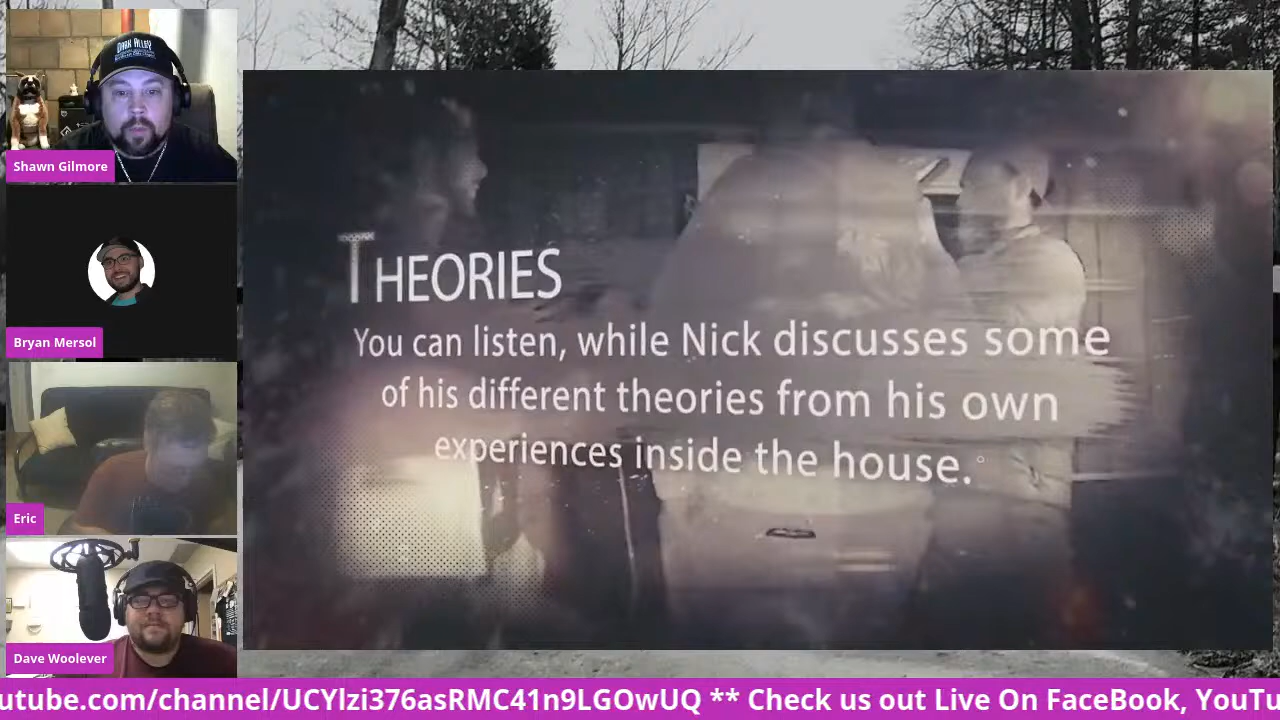 DARK ALLEY
Shawn Gilmore
Bryan Mersol
Eric
Dave Woolever
THEORIES
You can listen, while Nick discusses some
of his different theories from his own
experiences inside the house.
utube.com/channel/UCYlzi376asRMC41n9LGOwUQ ** Check us out Live On FaceBook, YouTu